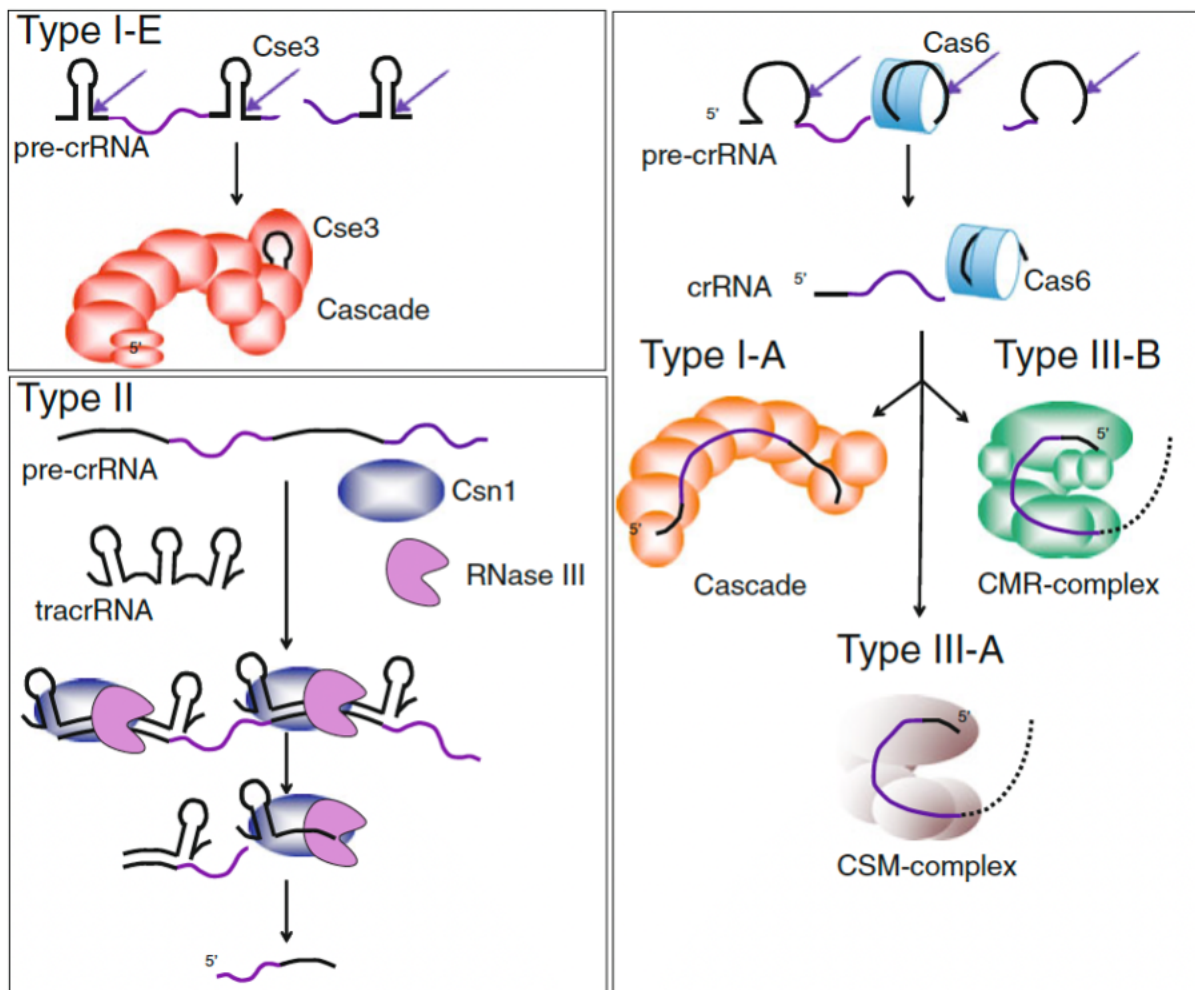 Type I-E
Cse3
pre-crRNA
Cse3
Cascade
5'
Type II
pre-crRNA
Csn1
tracrRNA
RNase III
5'
Cas6
5'
pre-crRNA
crRNA
5'
Cas6
Type I-A
Type III-B
5'
5'
Cascade
CMR-complex
Type III-A
5'
CSM-complex